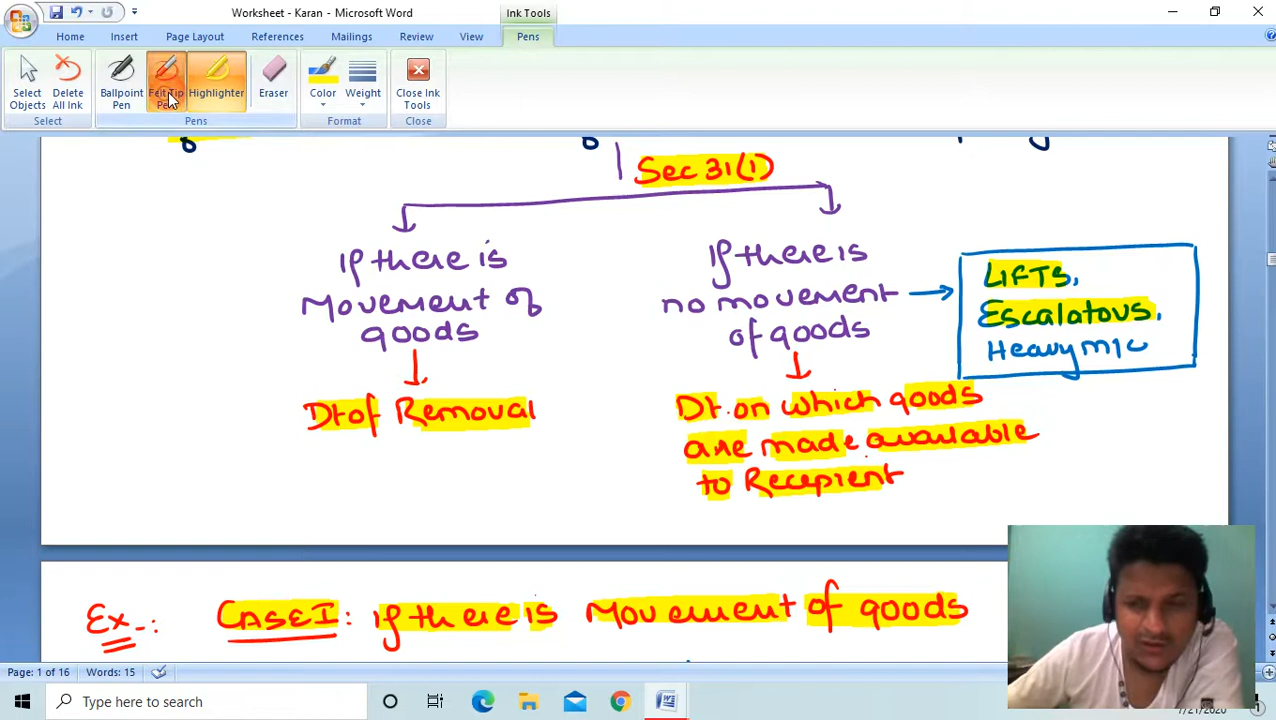 Worksheet - Karan - Microsoft Word
Ink Tools
Home Insert Page Layout References Mailings Review View Pens
Select Objects
Delete All Ink
Ballpoint Pen
Felt Tip Pen
Highlighter
Eraser
Color
Weight
Close Ink Tools
Select Pens Format Close
Sec 31(1)
If there is
Movement of
goods
Dt of Removal
If there is
no movement
of goods
Dt. on which goods
are made available
to Recepient
LIFTS,
Escalatous,
Heavy m/c
Ex-: CASE I: if there is Movement of goods
Page: 1 of 16 Words: 15
Type here to search
7/21/2020